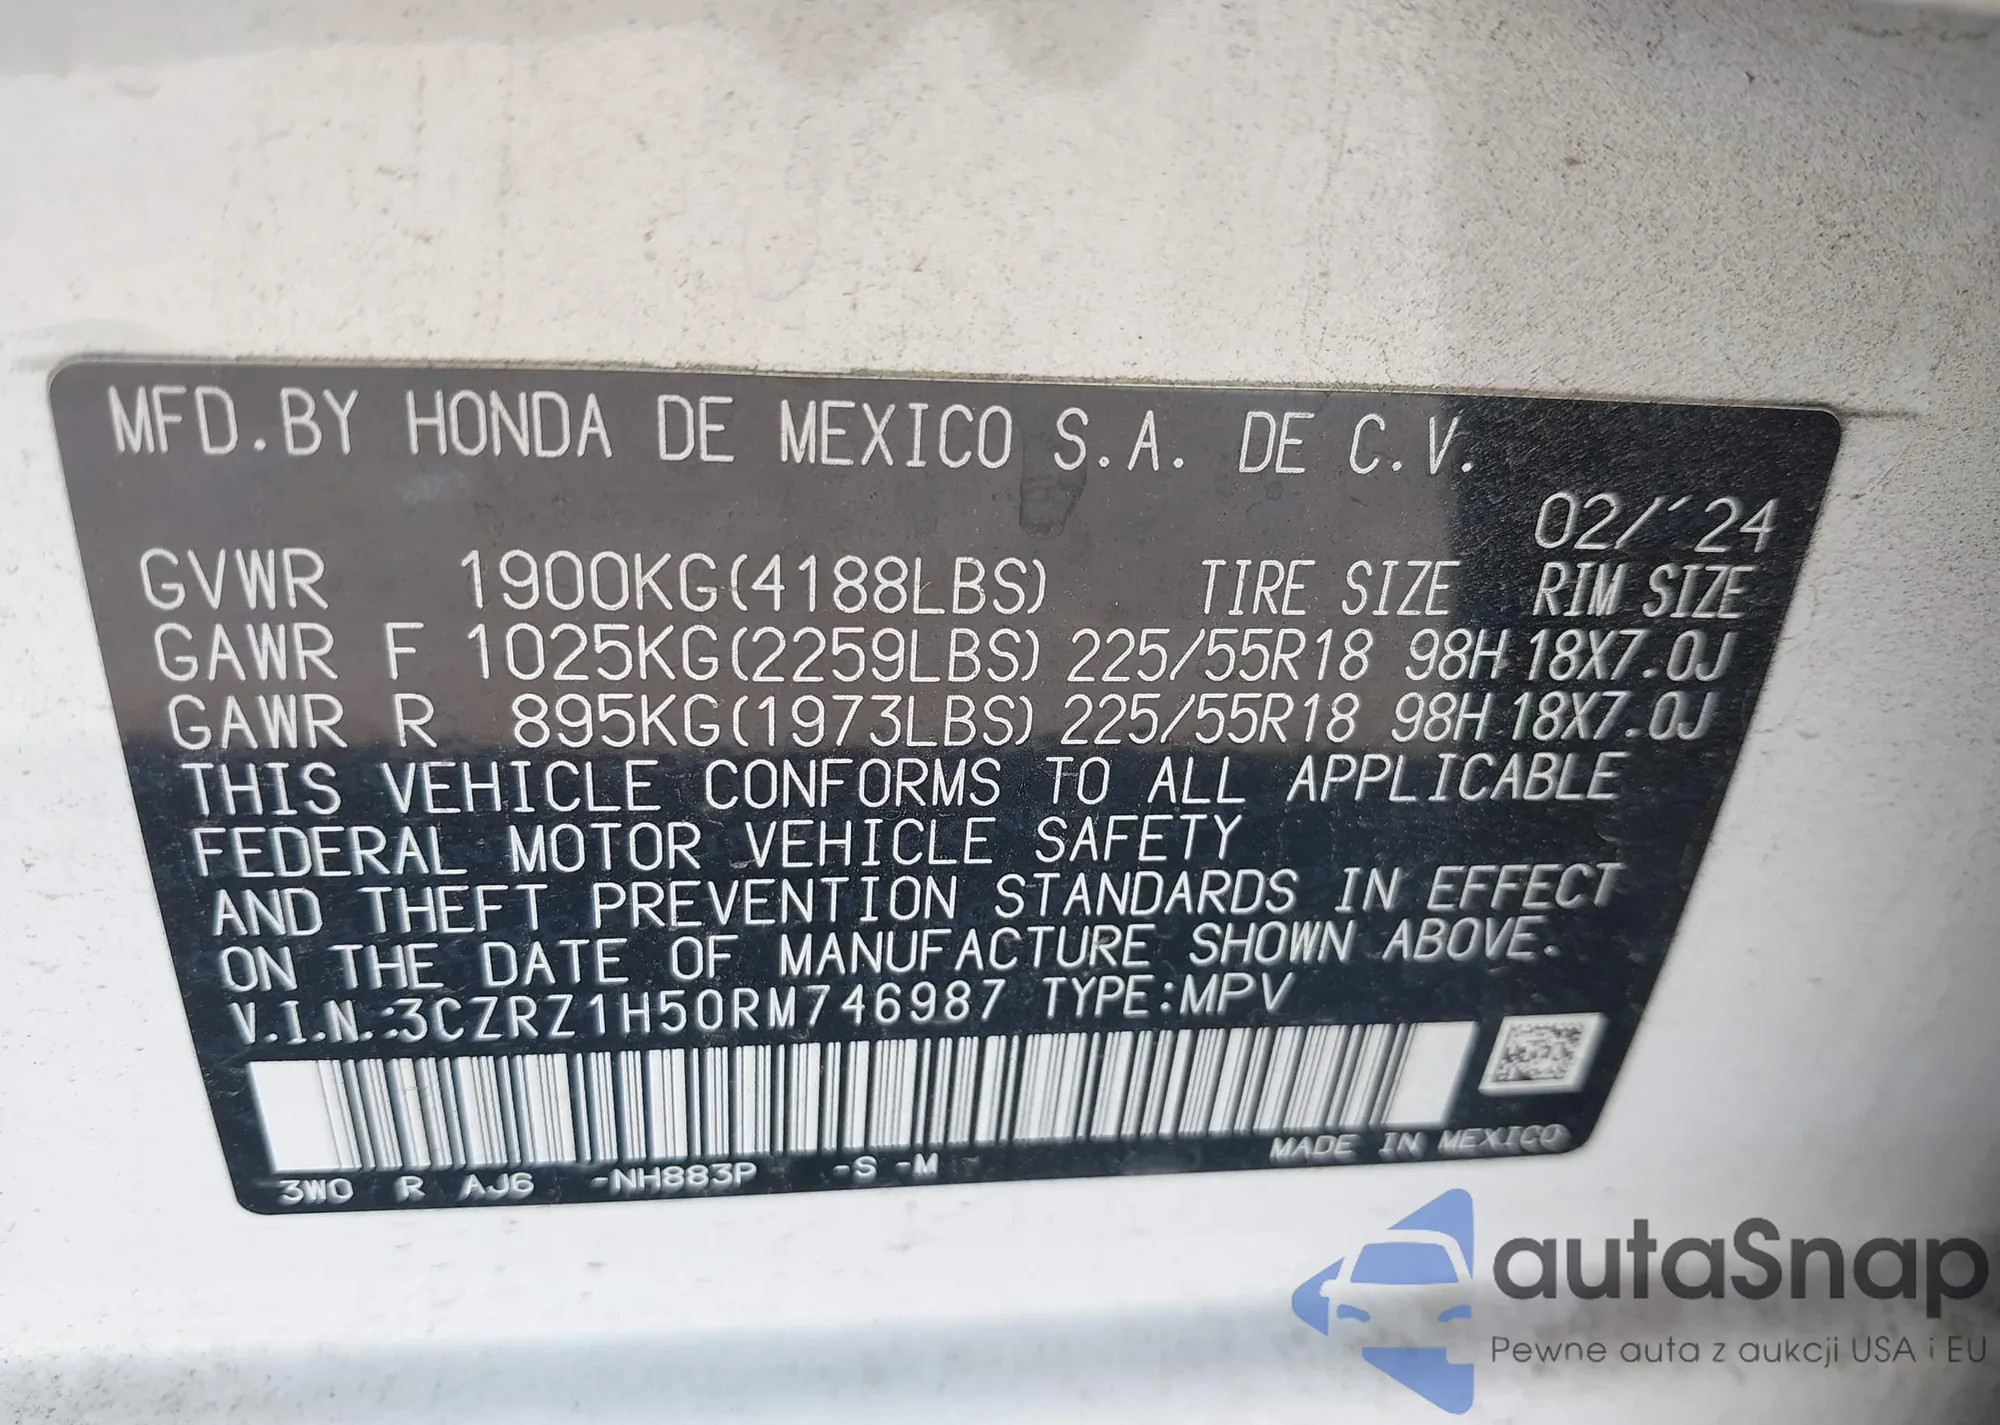 MFD.BY HONDA DE MEXICO S.A. DE C.V.
02/'24
GVWR 1900KG(4188LBS) TIRE SIZE RIM SIZE
GAWR F 1025KG(2259LBS) 225/55R18 98H 18X7.0J
GAWR R 895KG(1973LBS) 225/55R18 98H 18X7.0J
THIS VEHICLE CONFORMS TO ALL APPLICABLE
FEDERAL MOTOR VEHICLE SAFETY
AND THEFT PREVENTION STANDARDS IN EFFECT
ON THE DATE OF MANUFACTURE SHOWN ABOVE.
V.I.N.:3CZRZ1H50RM746987 TYPE:MPV
3W0 R AJ6 -NH883P -S -M MADE IN MEXICO
autaSnap
Pewne auta z aukcji USA i EU